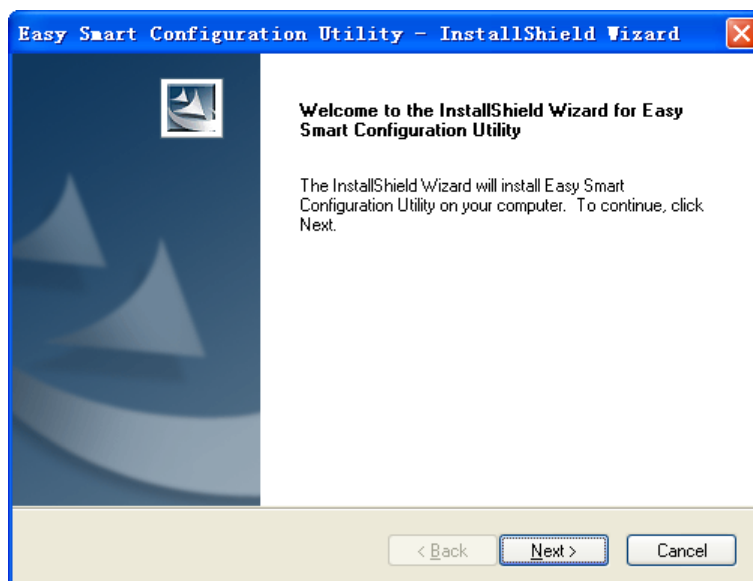 Easy Smart Configuration Utility - InstallShield Wizard
Welcome to the InstallShield Wizard for Easy
Smart Configuration Utility
The InstallShield Wizard will install Easy Smart
Configuration Utility on your computer. To continue, click
Next.
< Back
Next >
Cancel